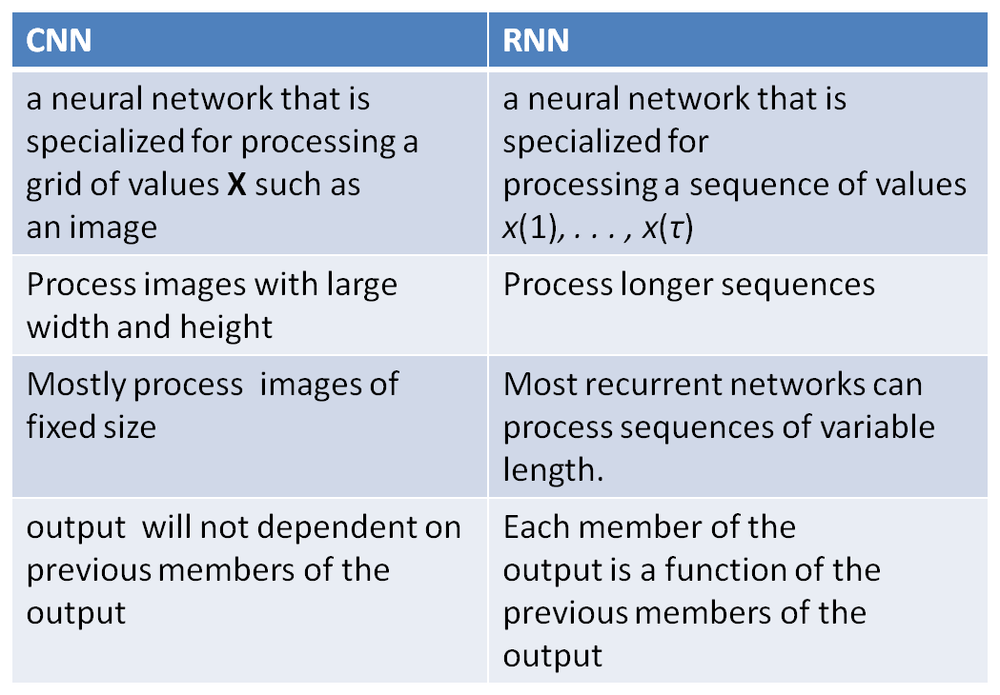 CNN
RNN
a neural network that is
specialized for processing a
grid of values X such as
an image
a neural network that is
specialized for
processing a sequence of values
x(1), . . . , x(τ)
Process images with large
width and height
Process longer sequences
Mostly process  images of
fixed size
Most recurrent networks can
process sequences of variable
length.
output  will not dependent on
previous members of the
output
Each member of the
output is a function of the
previous members of the
output